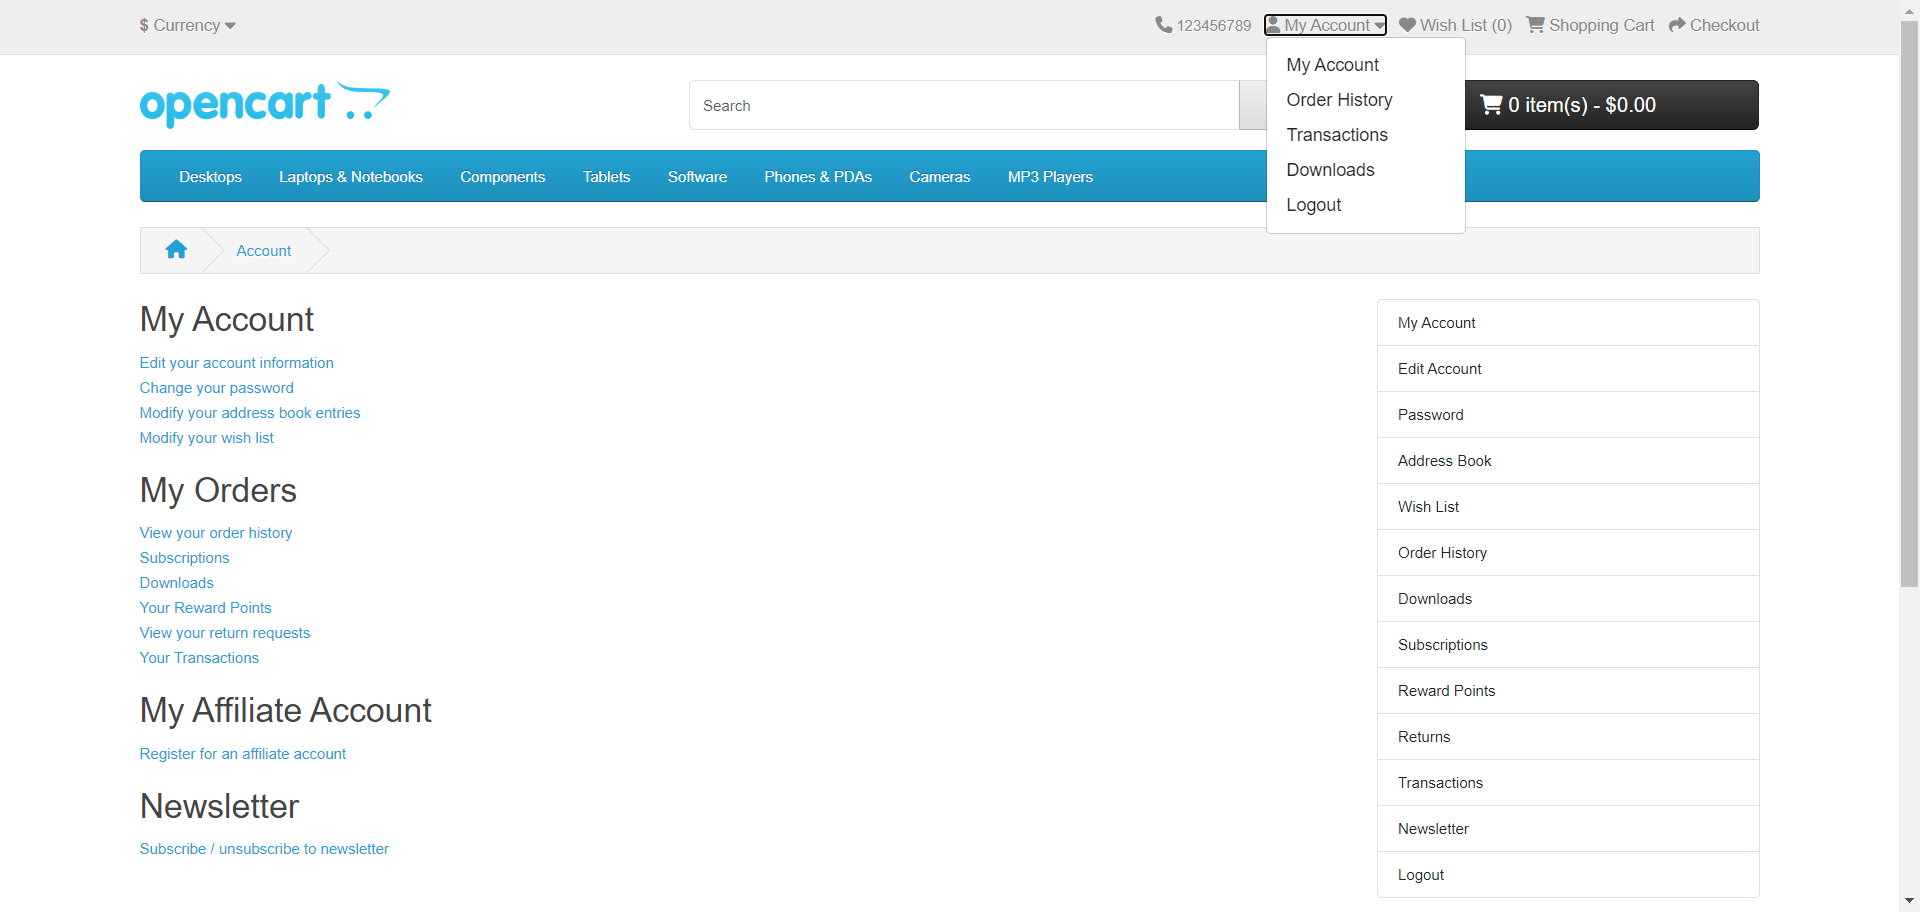 $ Currency
123456789 My Account Wish List (0) Shopping Cart Checkout
My Account
Order History
Transactions
Downloads
Logout
opencart
Search
0 item(s) - $0.00
Desktops Laptops & Notebooks Components Tablets Software Phones & PDAs Cameras MP3 Players
Account
My Account
Edit your account information
Change your password
Modify your address book entries
Modify your wish list
My Orders
View your order history
Subscriptions
Downloads
Your Reward Points
View your return requests
Your Transactions
My Affiliate Account
Register for an affiliate account
Newsletter
Subscribe / unsubscribe to newsletter
My Account
Edit Account
Password
Address Book
Wish List
Order History
Downloads
Subscriptions
Reward Points
Returns
Transactions
Newsletter
Logout